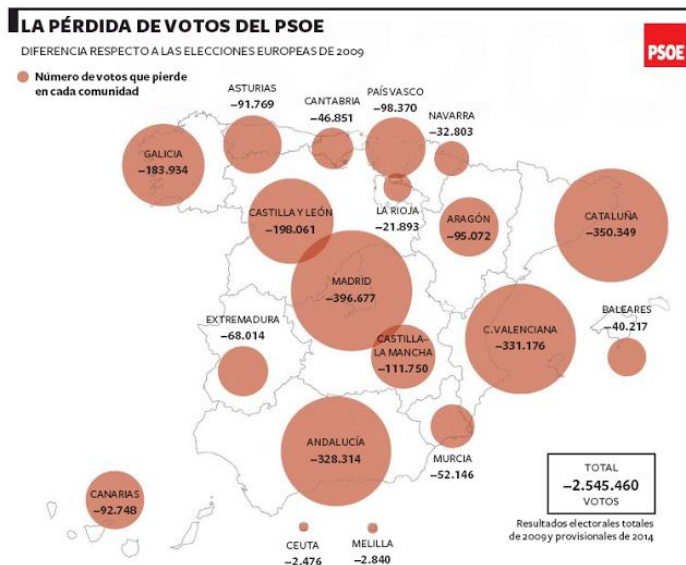 LA PÉRDIDA DE VOTOS DEL PSOE
DIFERENCIA RESPECTO A LAS ELECCIONES EUROPEAS DE 2009
PSOE
Número de votos que pierde
en cada comunidad
ASTURIAS
–91.769
CANTABRIA
–46.851
PAÍS VASCO
–98.370
NAVARRA
–32.803
GALICIA
–183.934
CASTILLA Y LEÓN
–198.061
LA RIOJA
–21.893
ARAGÓN
–95.072
CATALUÑA
–350.349
MADRID
–396.677
EXTREMADURA
–68.014
CASTILLA-
LA MANCHA
–111.750
C.VALENCIANA
–331.176
BALEARES
–40.217
ANDALUCÍA
–328.314
MURCIA
–52.146
CANARIAS
–92.748
CEUTA
–2.476
MELILLA
–2.840
TOTAL
–2.545.460
VOTOS
Resultados electorales totales
de 2009 y provisionales de 2014